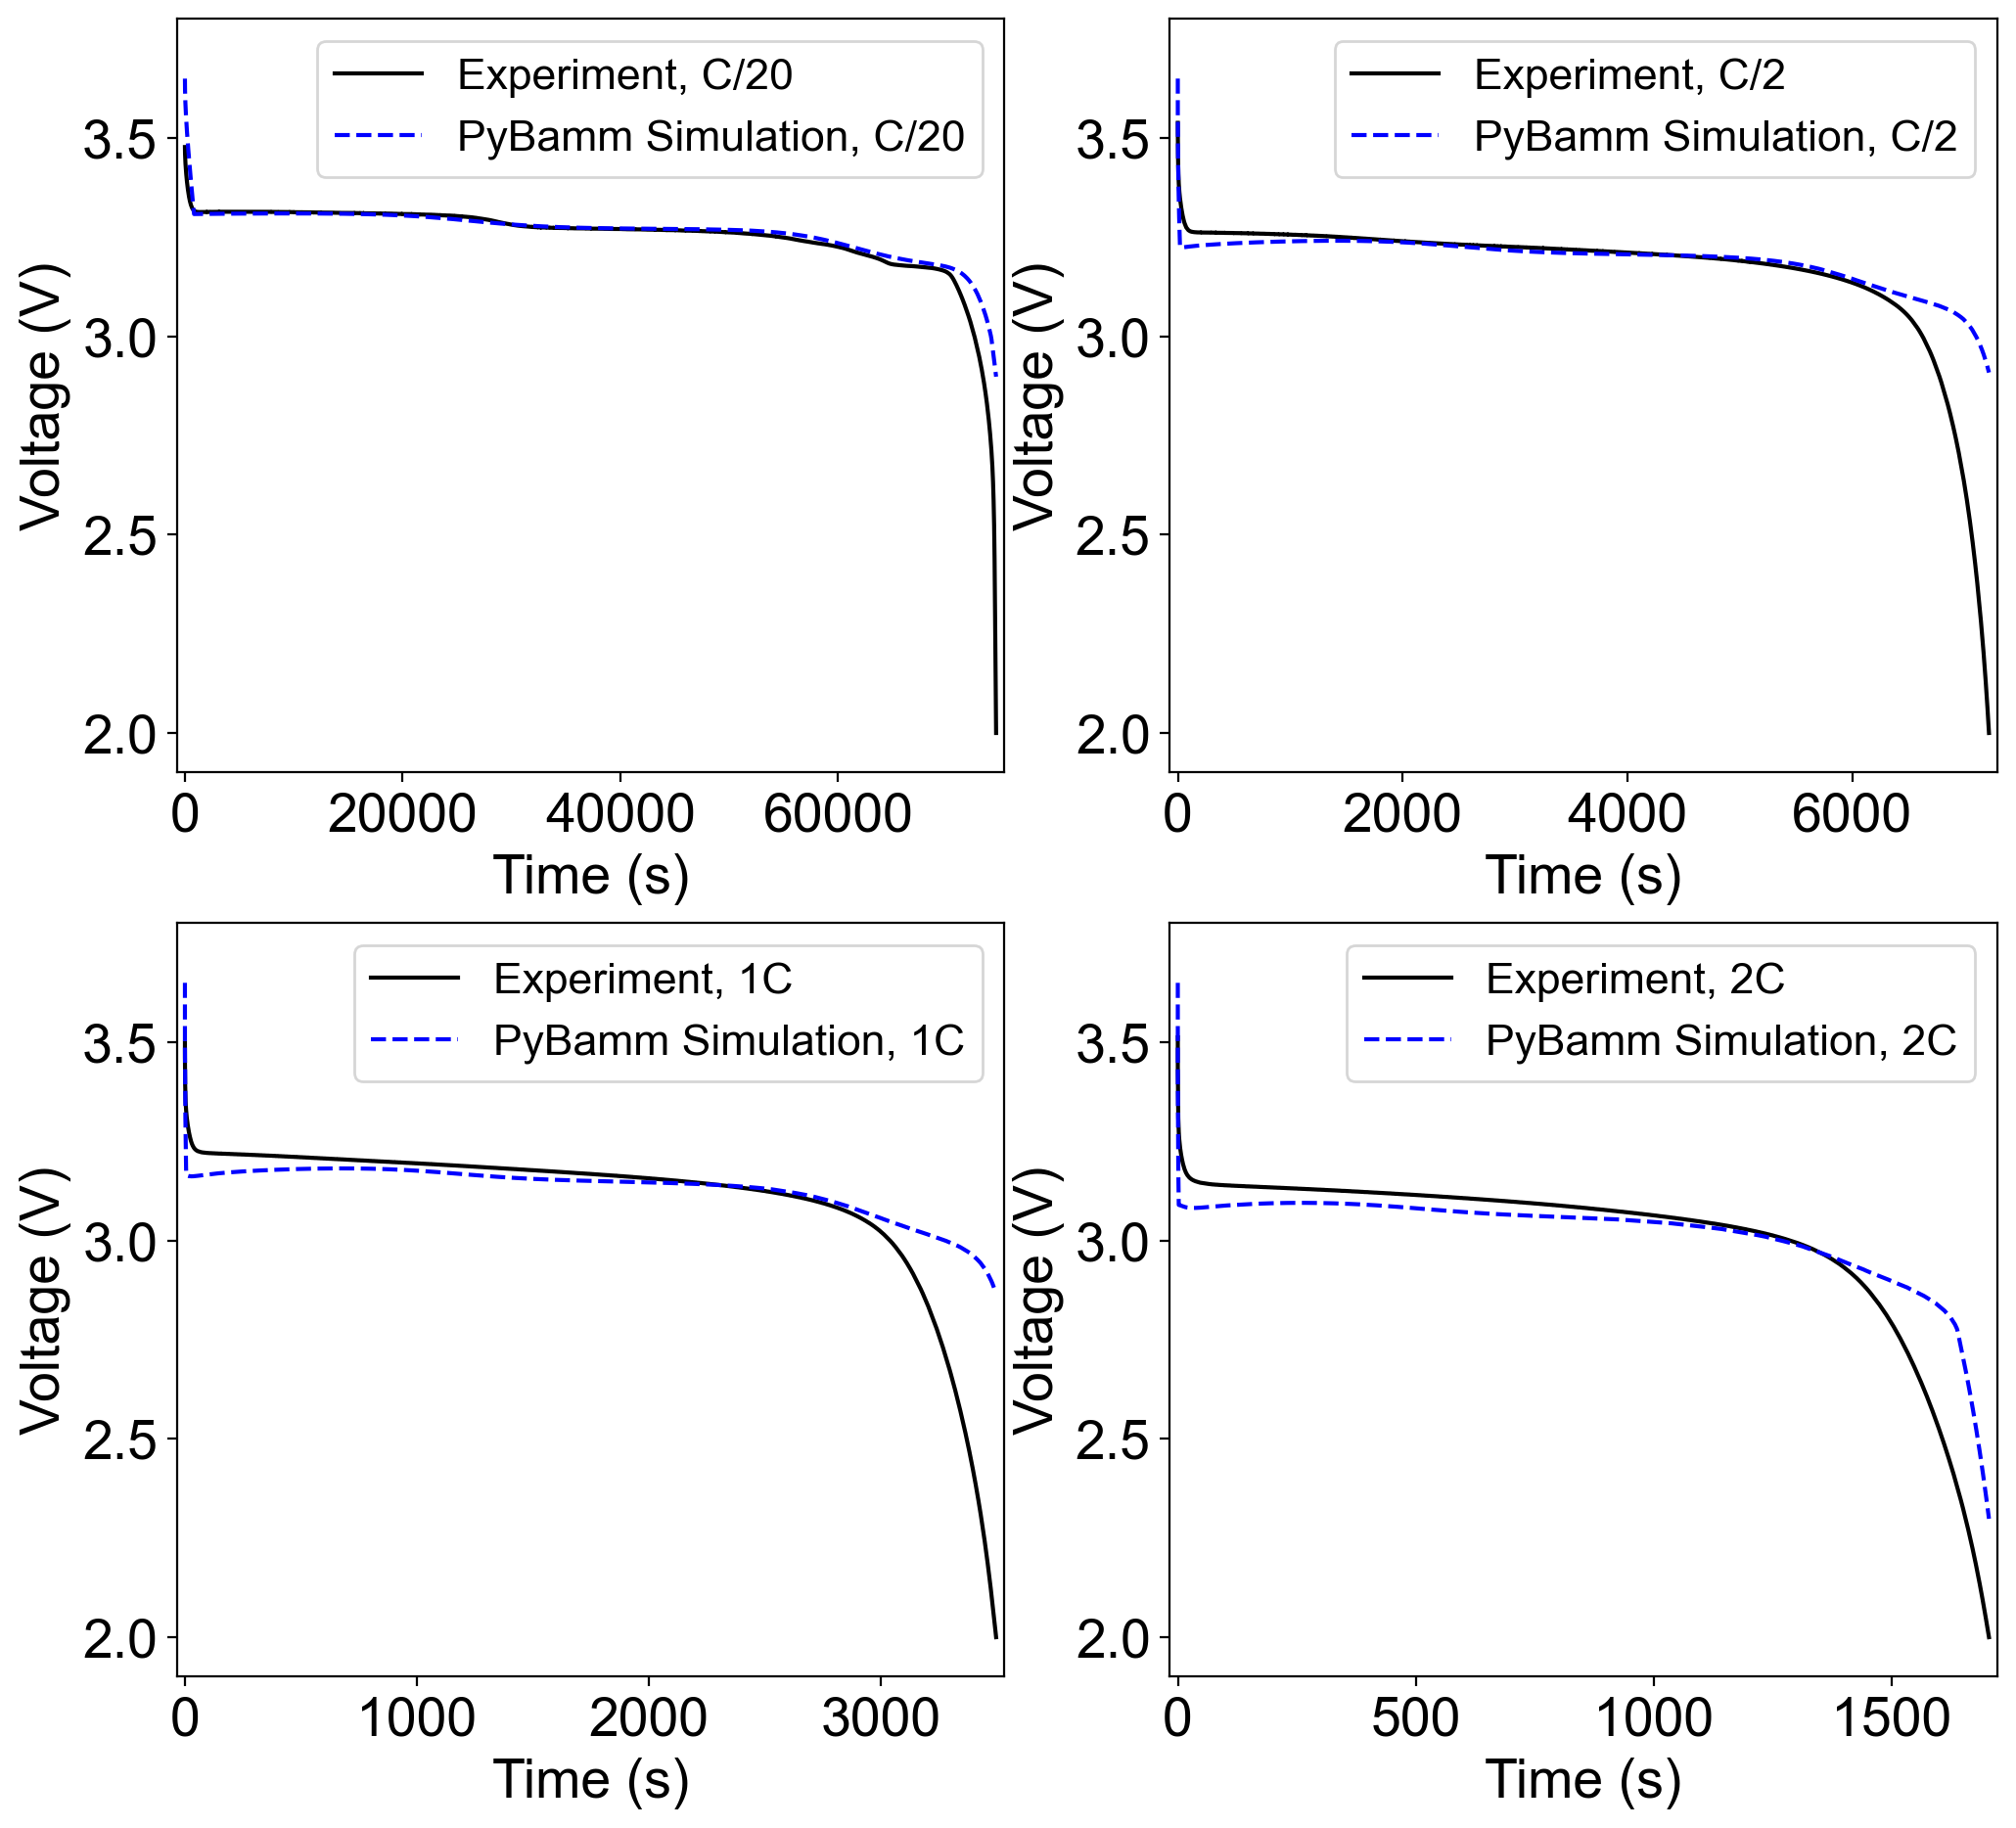 Experiment, C/20
PyBamm Simulation, C/20
3.5
3.0
2.5
2.0
Voltage (V)
0 20000 40000 60000
Time (s)
Experiment, C/2
PyBamm Simulation, C/2
3.5
3.0
2.5
2.0
Voltage (V)
0 2000 4000 6000
Time (s)
Experiment, 1C
PyBamm Simulation, 1C
3.5
3.0
2.5
2.0
Voltage (V)
0 1000 2000 3000
Time (s)
Experiment, 2C
PyBamm Simulation, 2C
3.5
3.0
2.5
2.0
Voltage (V)
0 500 1000 1500
Time (s)